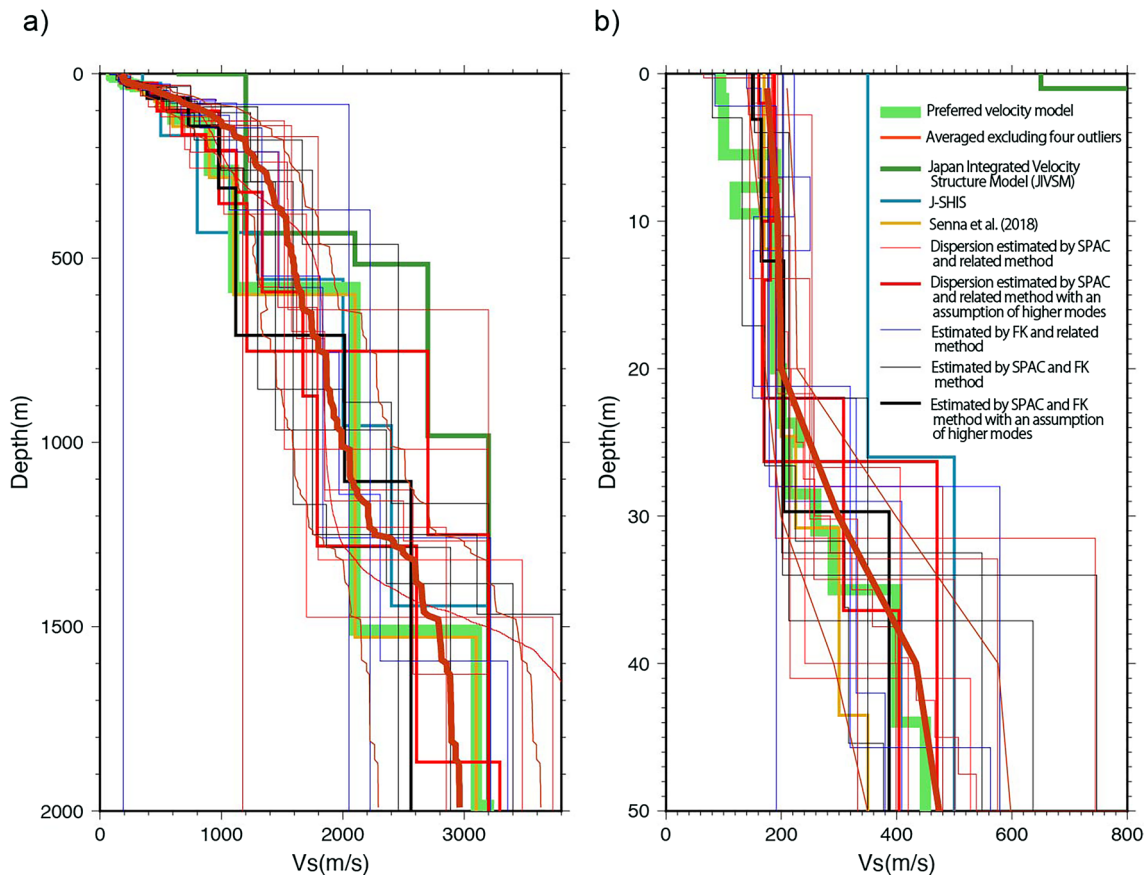 a)
b)
0
500
1000
1500
2000
Depth(m)
0
1000
2000
3000
Vs(m/s)
0
10
20
30
40
50
Depth(m)
0
200
400
600
800
Vs(m/s)
Preferred velocity model
Averaged excluding four outliers
Japan Integrated Velocity
Structure Model (JIVSM)
J-SHIS
Senna et al. (2018)
Dispersion estimated by SPAC
and related method
Dispersion estimated by SPAC
and related method with an
assumption of higher modes
Estimated by FK and related
method
Estimated by SPAC and FK
method
Estimated by SPAC and FK
method with an assumption
of higher modes